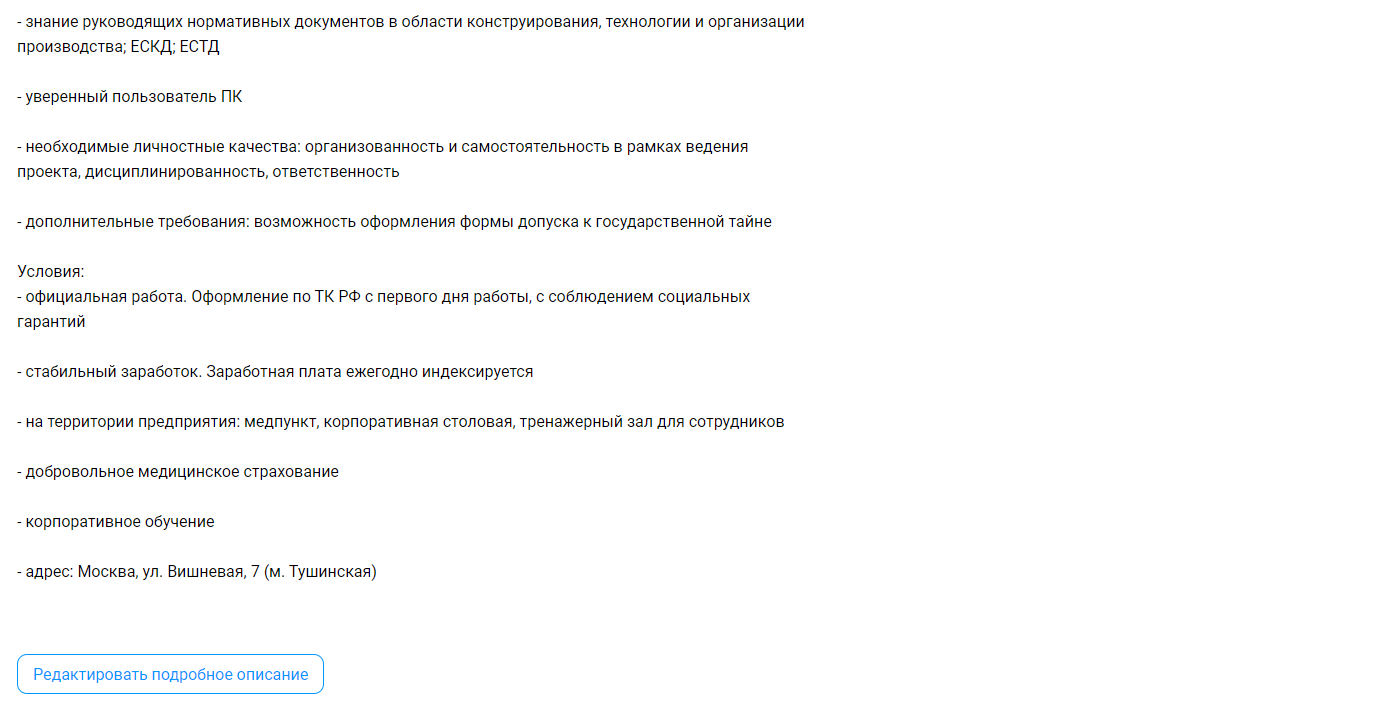 - знание руководящих нормативных документов в области конструирования, технологии и организации
производства; ЕСКД; ЕСТД
- уверенный пользователь ПК
- необходимые личностные качества: организованность и самостоятельность в рамках ведения
проекта, дисциплинированность, ответственность
- дополнительные требования: возможность оформления формы допуска к государственной тайне
Условия:
- официальная работа. Оформление по ТК РФ с первого дня работы, с соблюдением социальных
гарантий
- стабильный заработок. Заработная плата ежегодно индексируется
- на территории предприятия: медпункт, корпоративная столовая, тренажерный зал для сотрудников
- добровольное медицинское страхование
- корпоративное обучение
- адрес: Москва, ул. Вишневая, 7 (м. Тушинская)
Редактировать подробное описание